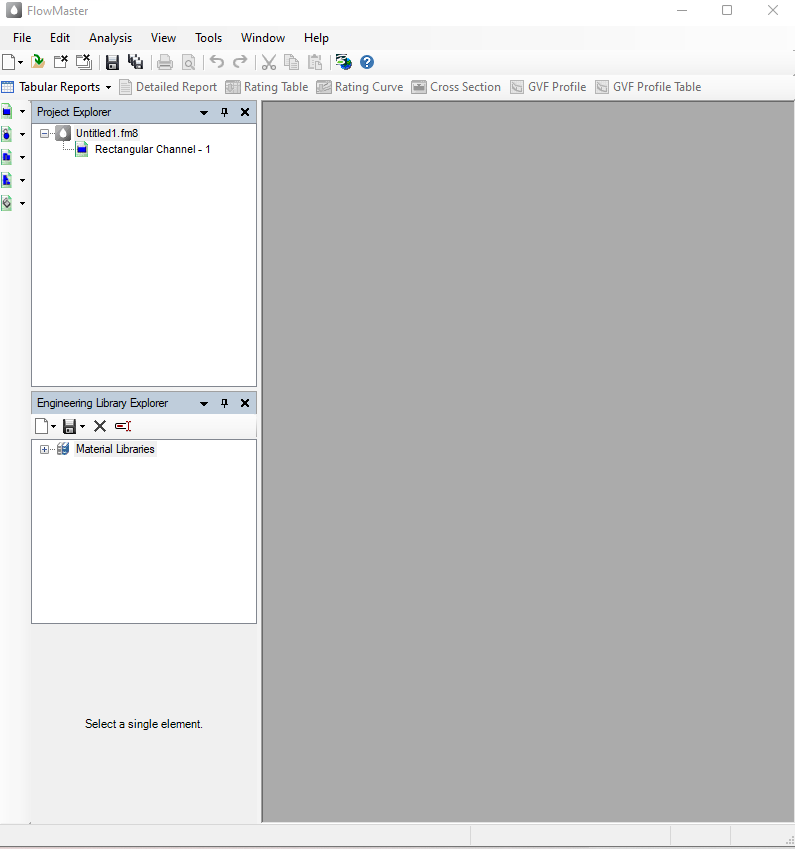 FlowMaster
File Edit Analysis View Tools Window Help
Tabular Reports Detailed Report Rating Table Rating Curve Cross Section GVF Profile GVF Profile Table
Project Explorer
Untitled1.fm8
Rectangular Channel - 1
Engineering Library Explorer
Material Libraries
Select a single element.